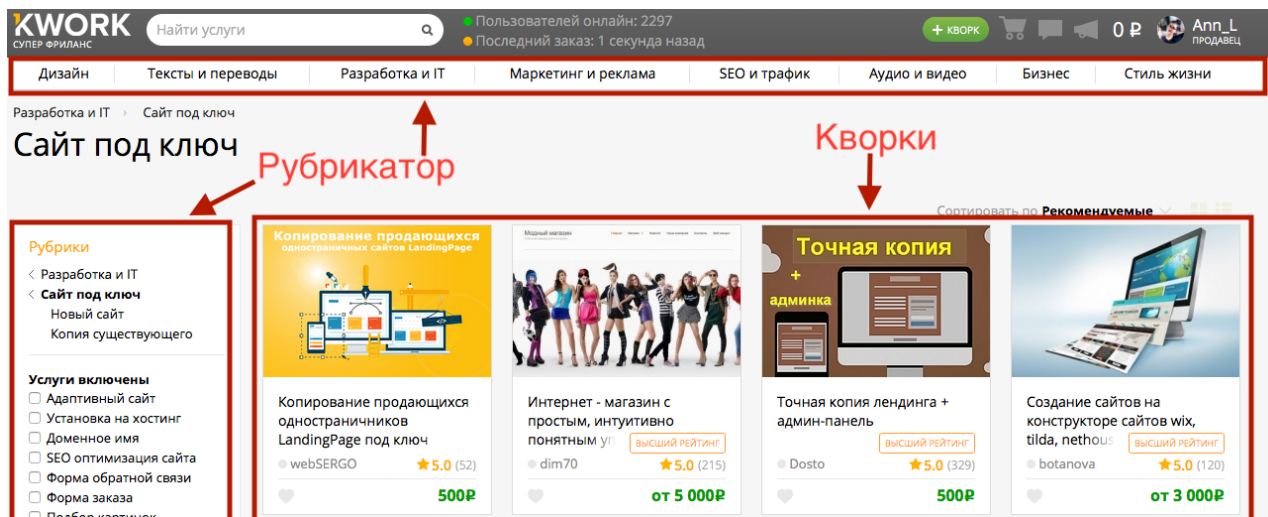 KWORK
СУПЕР ФРИЛАНС
Найти услуги
Пользователей онлайн: 2297
Последний заказ: 1 секунда назад
+ КВОРК
0 ₽
Ann_L
ПРОДАВЕЦ
Дизайн Тексты и переводы Разработка и IT Маркетинг и реклама SEO и трафик Аудио и видео Бизнес Стиль жизни
Разработка и IT Сайт под ключ
Сайт под ключ
Рубрикатор
Кворки
Сортировать по Рекомендуемые
Рубрики
< Разработка и IT
< Сайт под ключ
Новый сайт
Копия существующего
Услуги включены
Адаптивный сайт
Установка на хостинг
Доменное имя
SEO оптимизация сайта
Форма обратной связи
Форма заказа
Подбор картинок
Копирование продающихся
одностраничных сайтов LandingPage
Копирование продающихся
одностраничников
LandingPage под ключ
webSERGO 5.0 (52)
500₽
Модный магазин
Интернет - магазин с
простым, интуитивно
понятным
ВЫСШИЙ РЕЙТИНГ
dim70 5.0 (215)
от 5 000₽
Точная копия
+
админка
Точная копия лендинга +
админ-панель
ВЫСШИЙ РЕЙТИНГ
Dosto 5.0 (329)
500₽
Создание сайтов на
конструкторе сайтов wix,
tilda, nethous
ВЫСШИЙ РЕЙТИНГ
botanova 5.0 (120)
от 3 000₽